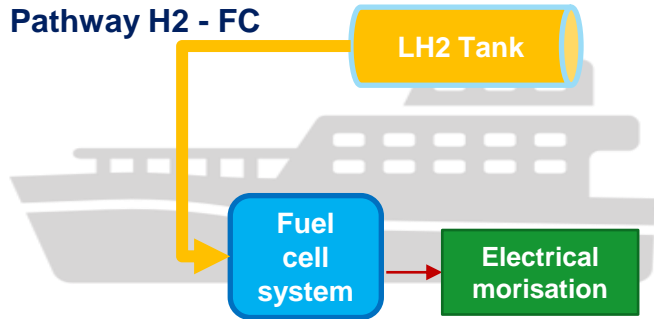 Pathway H2 - FC
LH2 Tank
Fuel
cell
system
Electrical
morisation